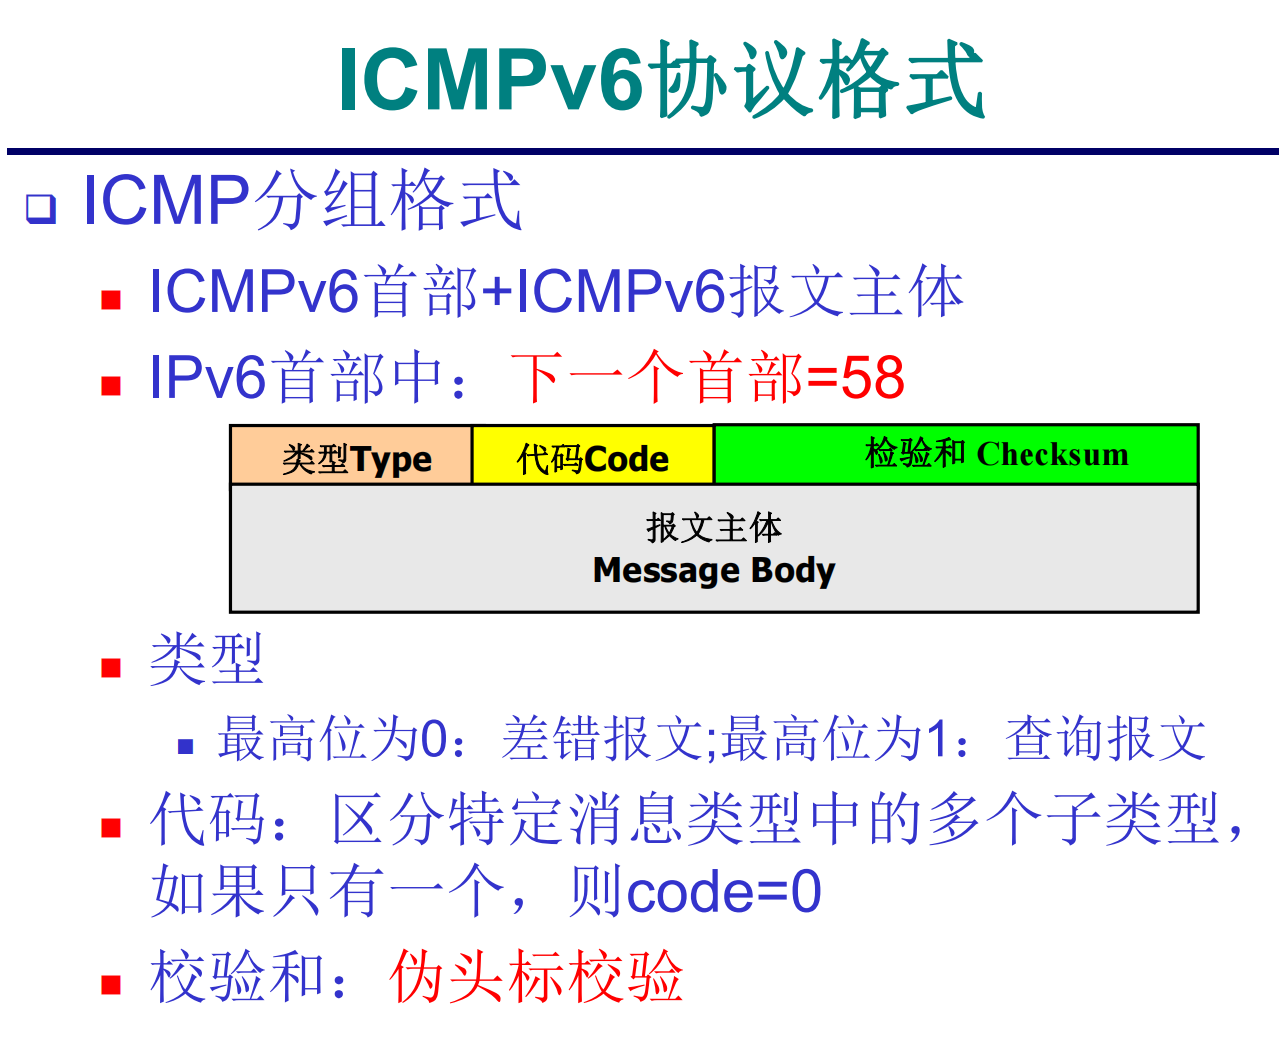 ICMPv6协议格式
ICMP分组格式
ICMPv6首部+ICMPv6报文主体
IPv6首部中：下一个首部=58
类型Type 代码Code 检验和 Checksum
报文主体
Message Body
类型
最高位为0：差错报文;最高位为1：查询报文
代码：区分特定消息类型中的多个子类型，
如果只有一个，则code=0
校验和：伪头标校验